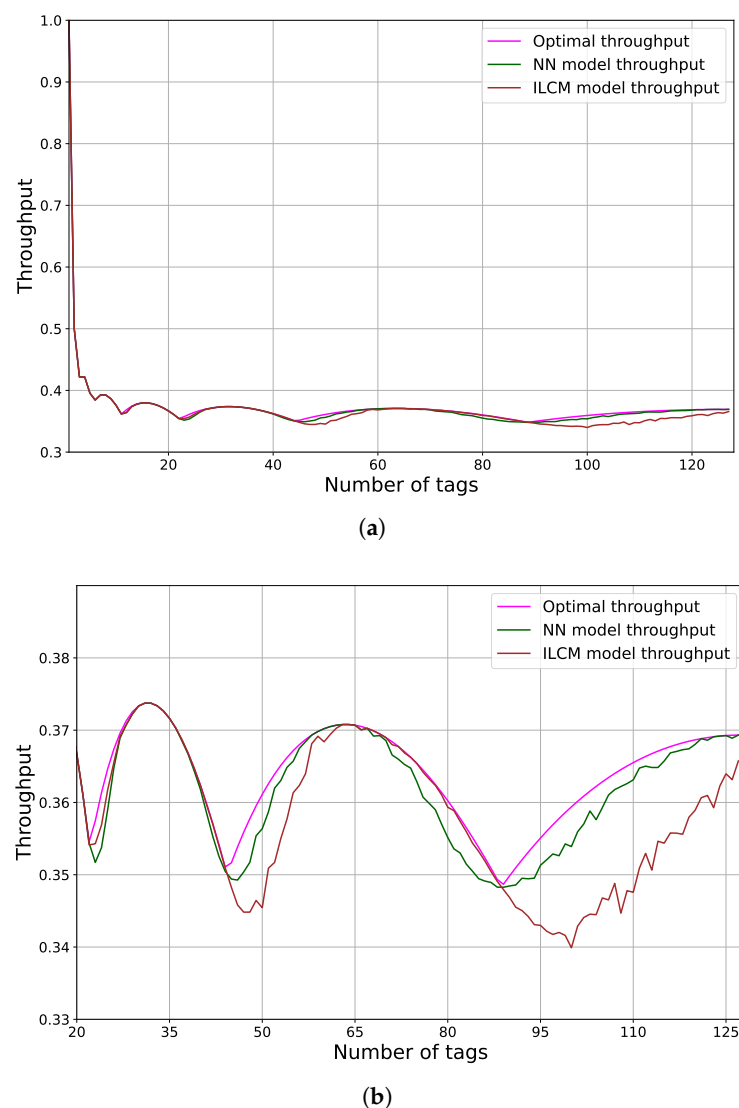 1.0
0.9
0.8
0.7
0.6
0.5
0.4
0.3
Throughput
Optimal throughput
NN model throughput
ILCM model throughput
20 40 60 80 100 120
Number of tags
(a)
0.38
0.37
0.36
0.35
0.34
0.33
Throughput
Optimal throughput
NN model throughput
ILCM model throughput
20 35 50 65 80 95 110 125
Number of tags
(b)